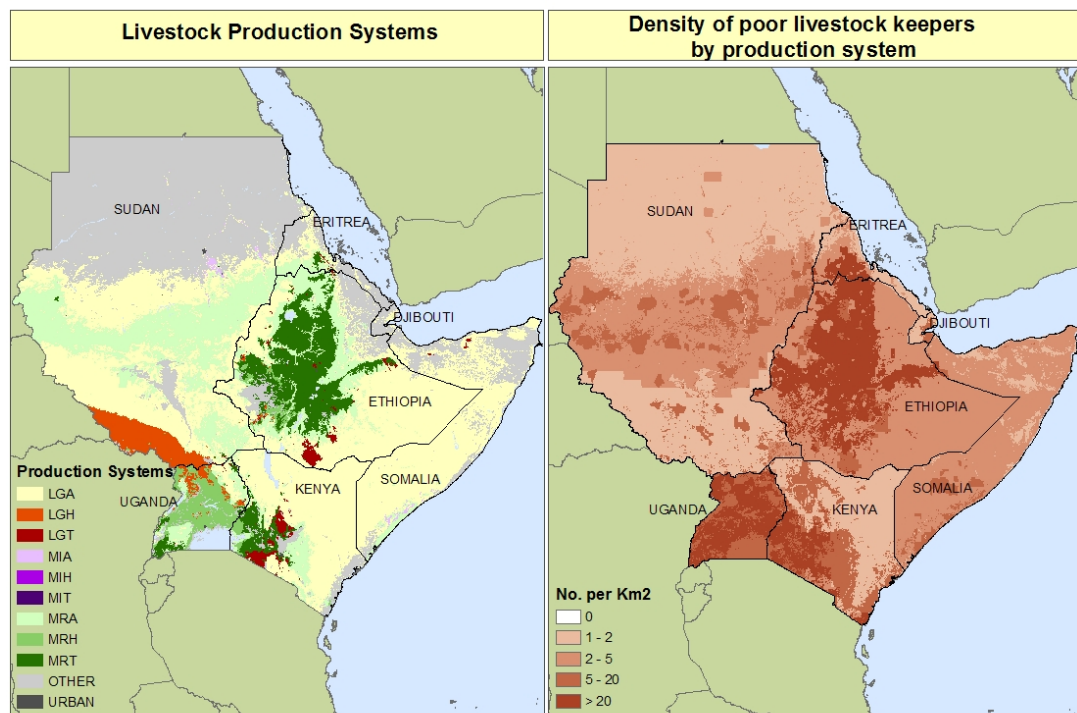 Livestock Production Systems
SUDAN
ERITREA
DJIBOUTI
ETHIOPIA
SOMALIA
KENYA
UGANDA
Production Systems
LGA
LGH
LGT
MIA
MIH
MIT
MRA
MRH
MRT
OTHER
URBAN
Density of poor livestock keepers
by production system
SUDAN
ERITREA
DJIBOUTI
ETHIOPIA
SOMALIA
UGANDA
KENYA
No. per Km2
0
1 - 2
2 - 5
5 - 20
> 20